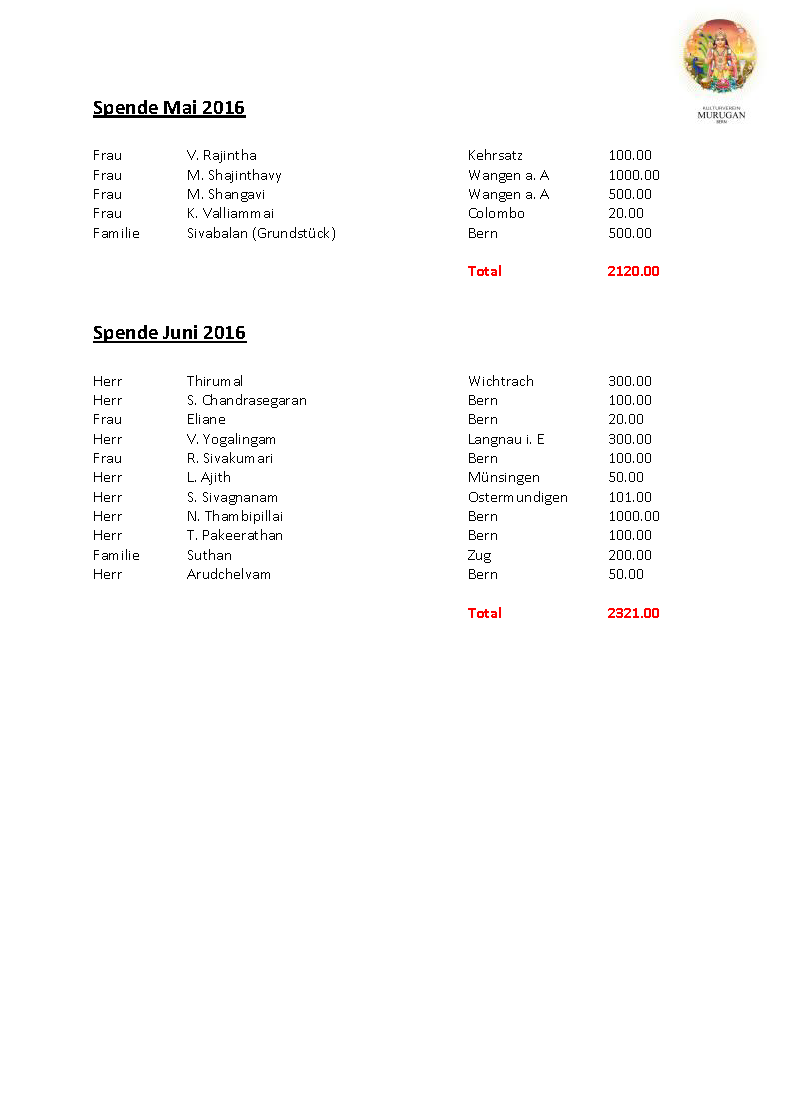 KULTURVEREIN
MURUGAN
BERN
Spende Mai 2016
Frau V. Rajintha Kehrsatz 100.00
Frau M. Shajinthavy Wangen a. A 1000.00
Frau M. Shangavi Wangen a. A 500.00
Frau K. Valliammai Colombo 20.00
Familie Sivabalan (Grundstück) Bern 500.00
Total 2120.00
Spende Juni 2016
Herr Thirumal Wichtrach 300.00
Herr S. Chandrasegaran Bern 100.00
Frau Eliane Bern 20.00
Herr V. Yogalingam Langnau i. E 300.00
Frau R. Sivakumari Bern 100.00
Herr L. Ajith Münsingen 50.00
Herr S. Sivagnanam Ostermundigen 101.00
Herr N. Thambipillai Bern 1000.00
Herr T. Pakeerathan Bern 100.00
Familie Suthan Zug 200.00
Herr Arudchelvam Bern 50.00
Total 2321.00